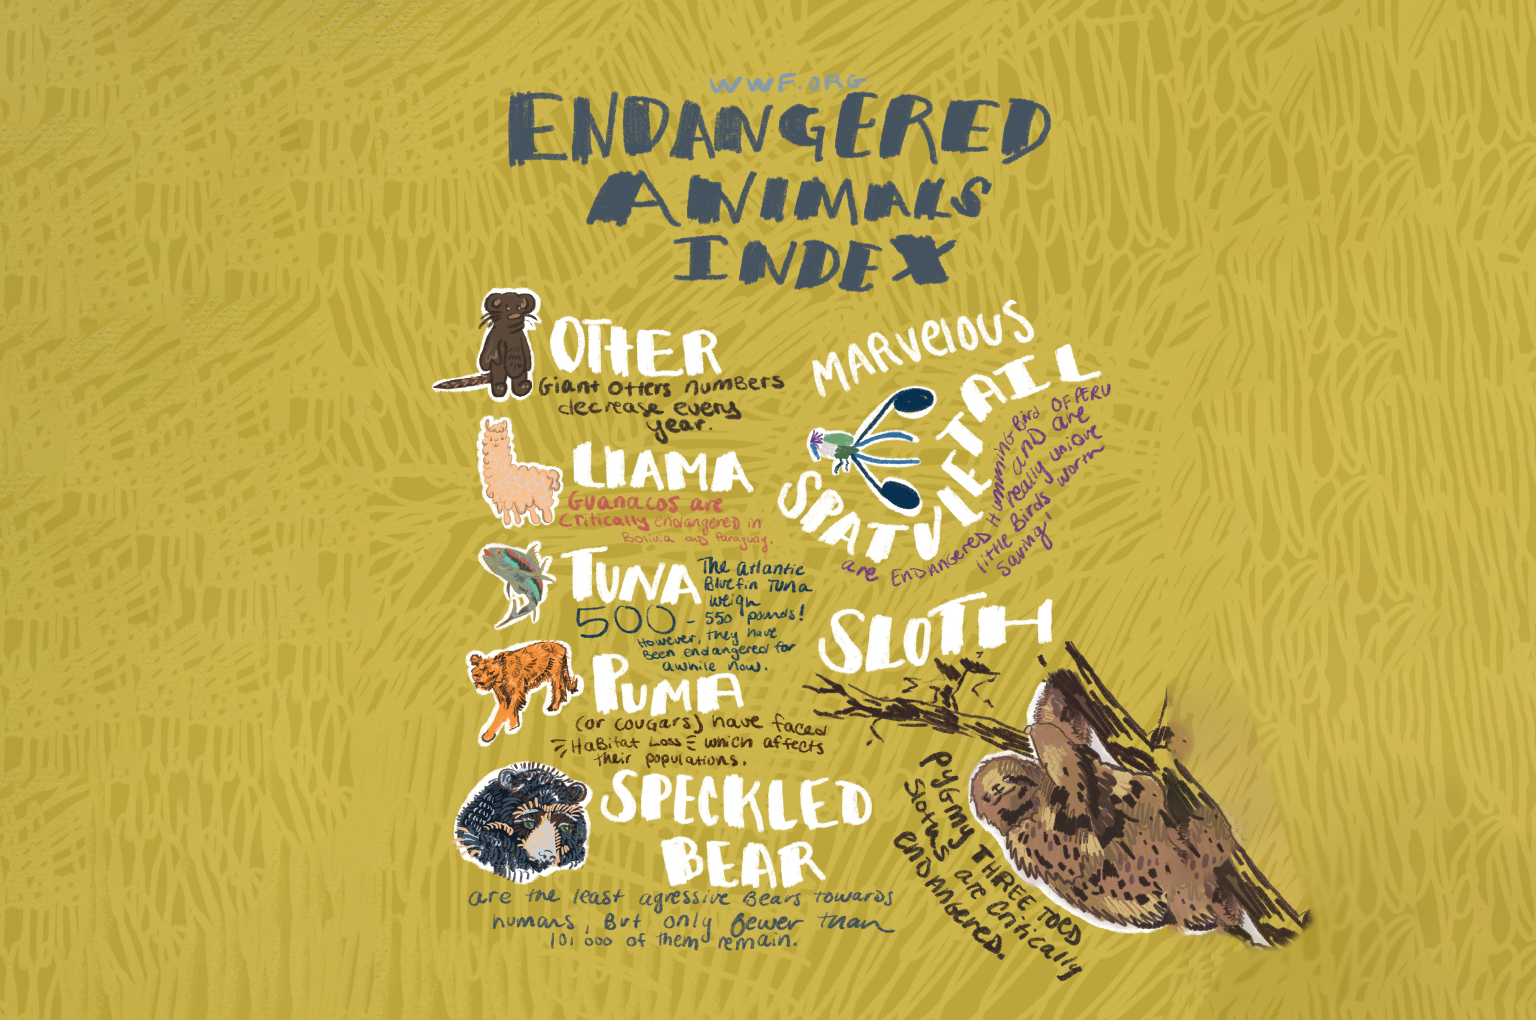 WWF.ORG
ENDANGERED
ANIMALS
INDEX
OTTER
Giant Otters numbers
decrease every
year.
LLAMA
Guanacos are
critically endangered in
Bolivia and Paraguay.
TUNA
The atlantic
Bluefin Tuna
weigh
500 - 550 pounds!
However, they have
Been endangered for
awhile now.
PUMA
(or cougars) have faced
Habitat Loss which affects
their populations.
SPECKLED
BEAR
are the least agressive Bears towards
humans, But only fewer than
10,000 of them remain.
MARVELOUS
SPATULETAIL
are ENDANGERED Humming Bird OF PERU
and are
really unique
little Birds worth
saving!
SLOTH
PYGMY THREE TOED
Sloths are critically
ENDANGERED.